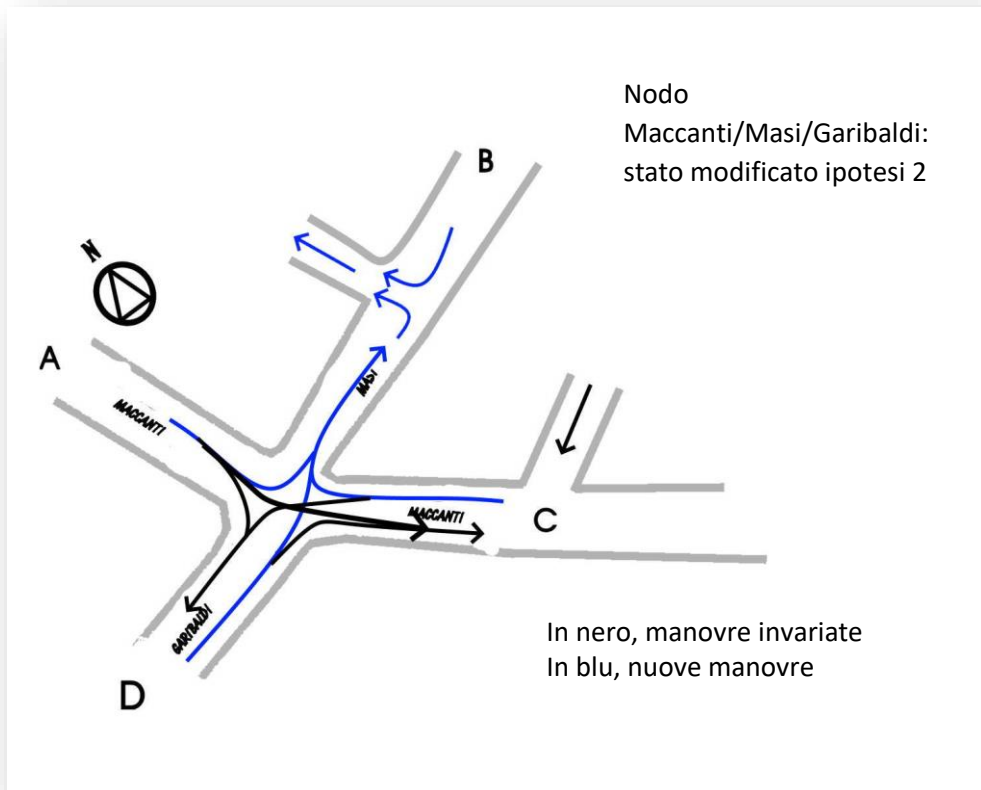 Nodo
Maccanti/Masi/Garibaldi:
stato modificato ipotesi 2
B
N
A
MACCANTI
MASI
MACCANTI
C
GARIBALDI
In nero, manovre invariate
In blu, nuove manovre
D